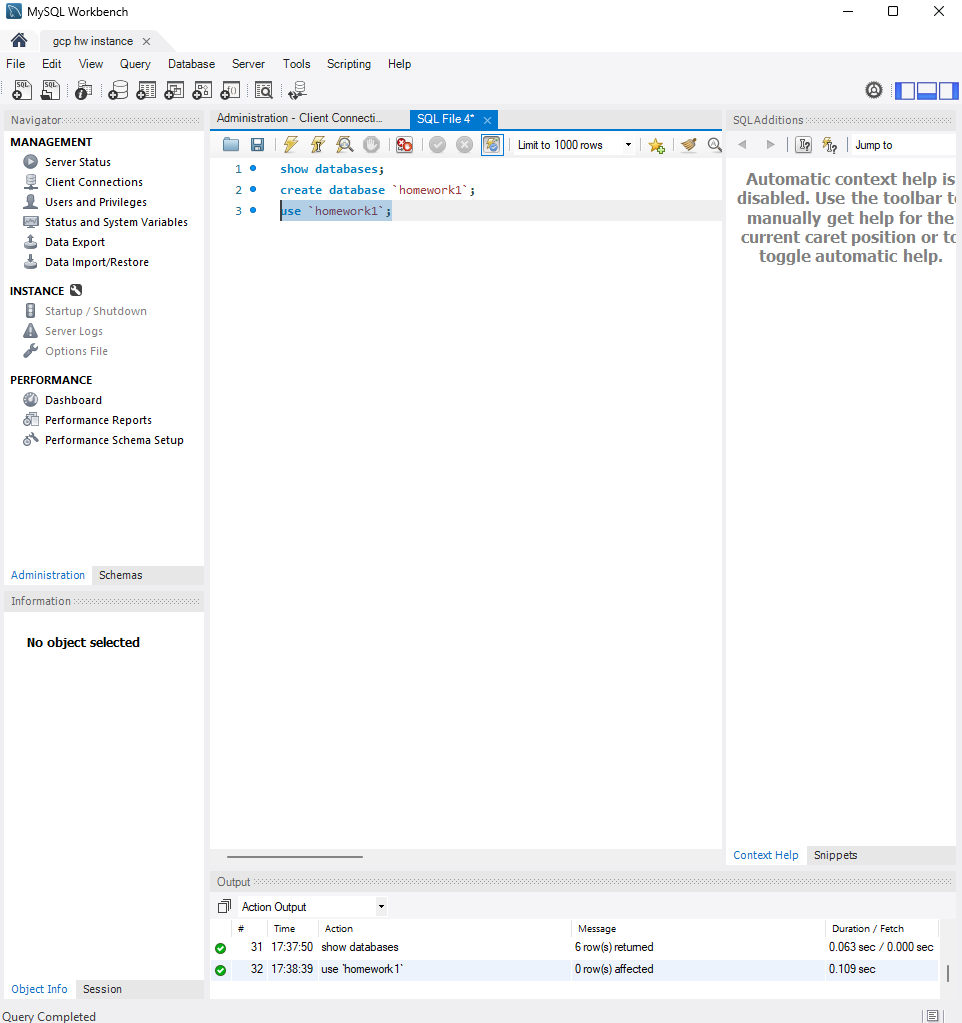 MySQL Workbench
gcp hw instance
File Edit View Query Database Server Tools Scripting Help
Navigator
MANAGEMENT
Server Status
Client Connections
Users and Privileges
Status and System Variables
Data Export
Data Import/Restore
INSTANCE
Startup / Shutdown
Server Logs
Options File
PERFORMANCE
Dashboard
Performance Reports
Performance Schema Setup
Administration Schemas
Information
No object selected
Object Info Session
Administration - Client Connecti... SQL File 4*
Limit to 1000 rows
1 show databases;
2 create database `homework1`;
3 use `homework1`;
SQLAdditions
Jump to
Automatic context help is
disabled. Use the toolbar to
manually get help for the
current caret position or to
toggle automatic help.
Context Help Snippets
Output
Action Output
# Time Action Message Duration / Fetch
31 17:37:50 show databases 6 row(s) returned 0.063 sec / 0.000 sec
32 17:38:39 use `homework1` 0 row(s) affected 0.109 sec
Query Completed